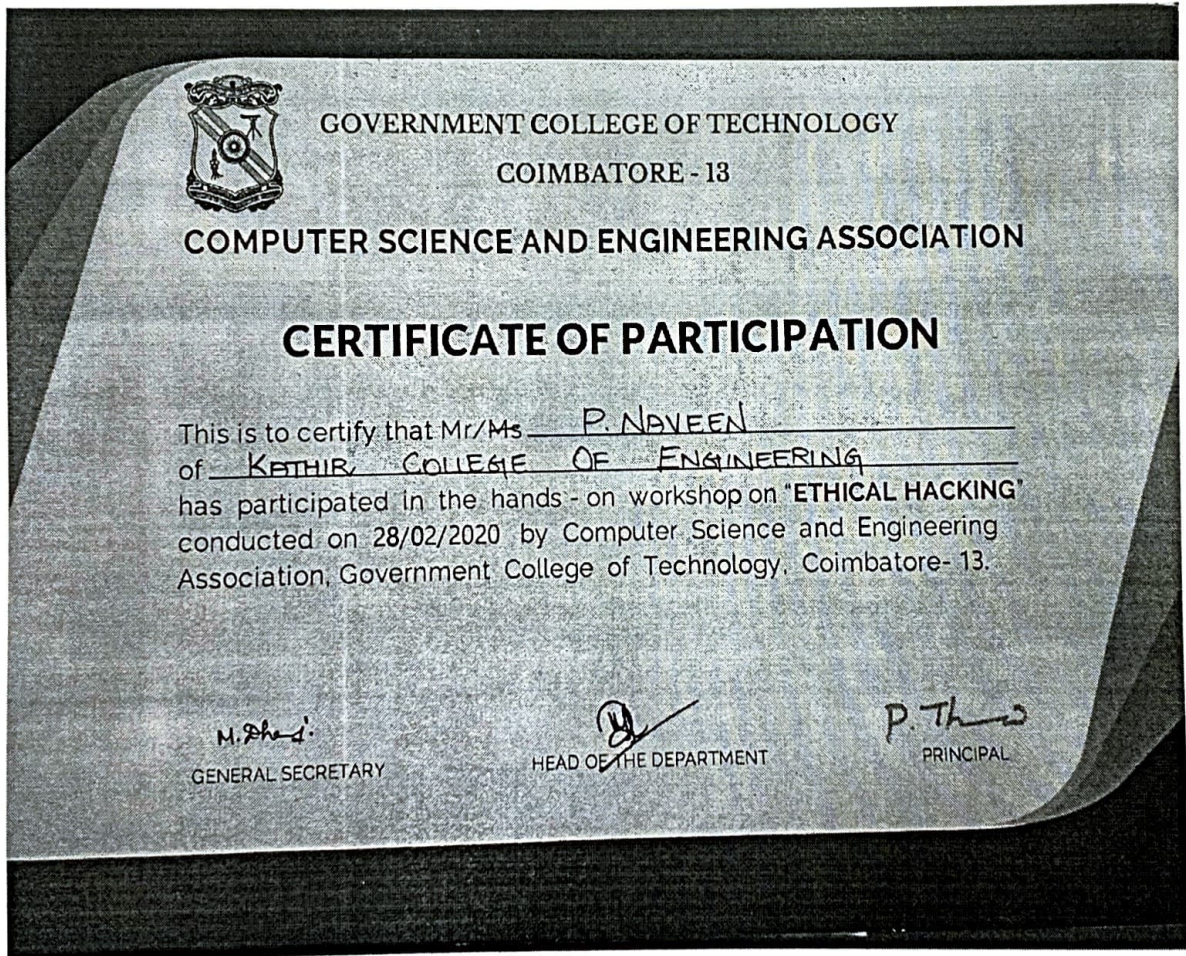 GOVERNMENT COLLEGE OF TECHNOLOGY
COIMBATORE - 13
COMPUTER SCIENCE AND ENGINEERING ASSOCIATION
CERTIFICATE OF PARTICIPATION
This is to certify that Mr/Ms P. NAVEEN
of KATHIR COLLEGE OF ENGINEERING
has participated in the hands - on workshop on "ETHICAL HACKING"
conducted on 28/02/2020 by Computer Science and Engineering
Association, Government College of Technology, Coimbatore- 13.
GENERAL SECRETARY
HEAD OF THE DEPARTMENT
PRINCIPAL